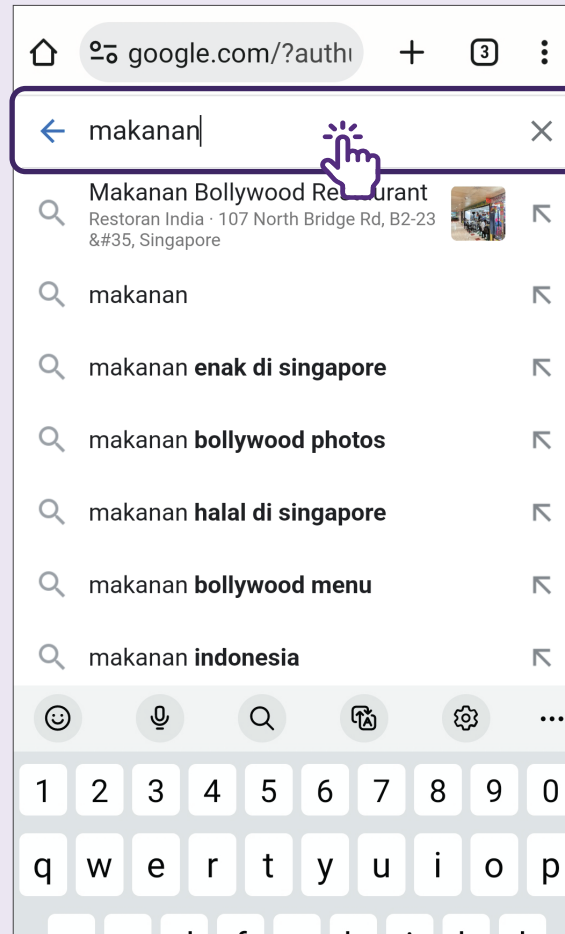 google.com/?auth
3
makanan
Makanan Bollywood Restaurant
Restoran India · 107 North Bridge Rd, B2-23
&#35, Singapore
makanan
makanan enak di singapore
makanan bollywood photos
makanan halal di singapore
makanan bollywood menu
makanan indonesia
1 2 3 4 5 6 7 8 9 0
q w e r t y u i o p